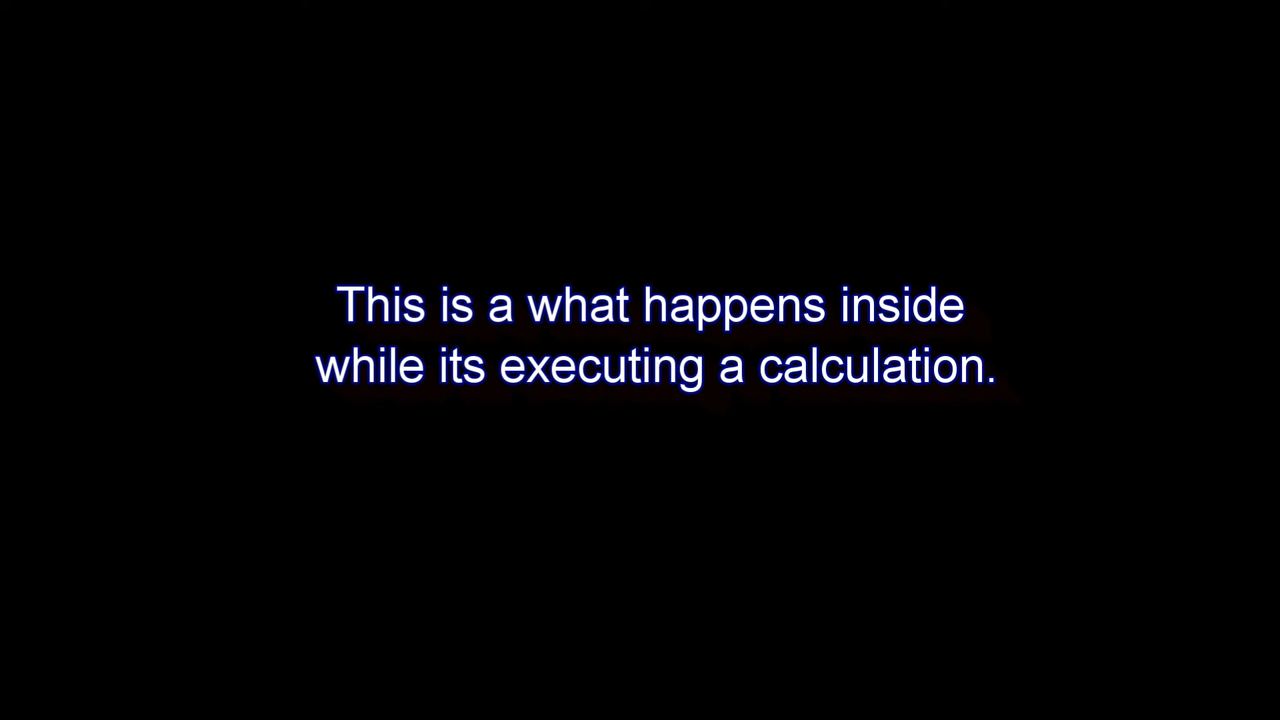 This is a what happens inside
while its executing a calculation.